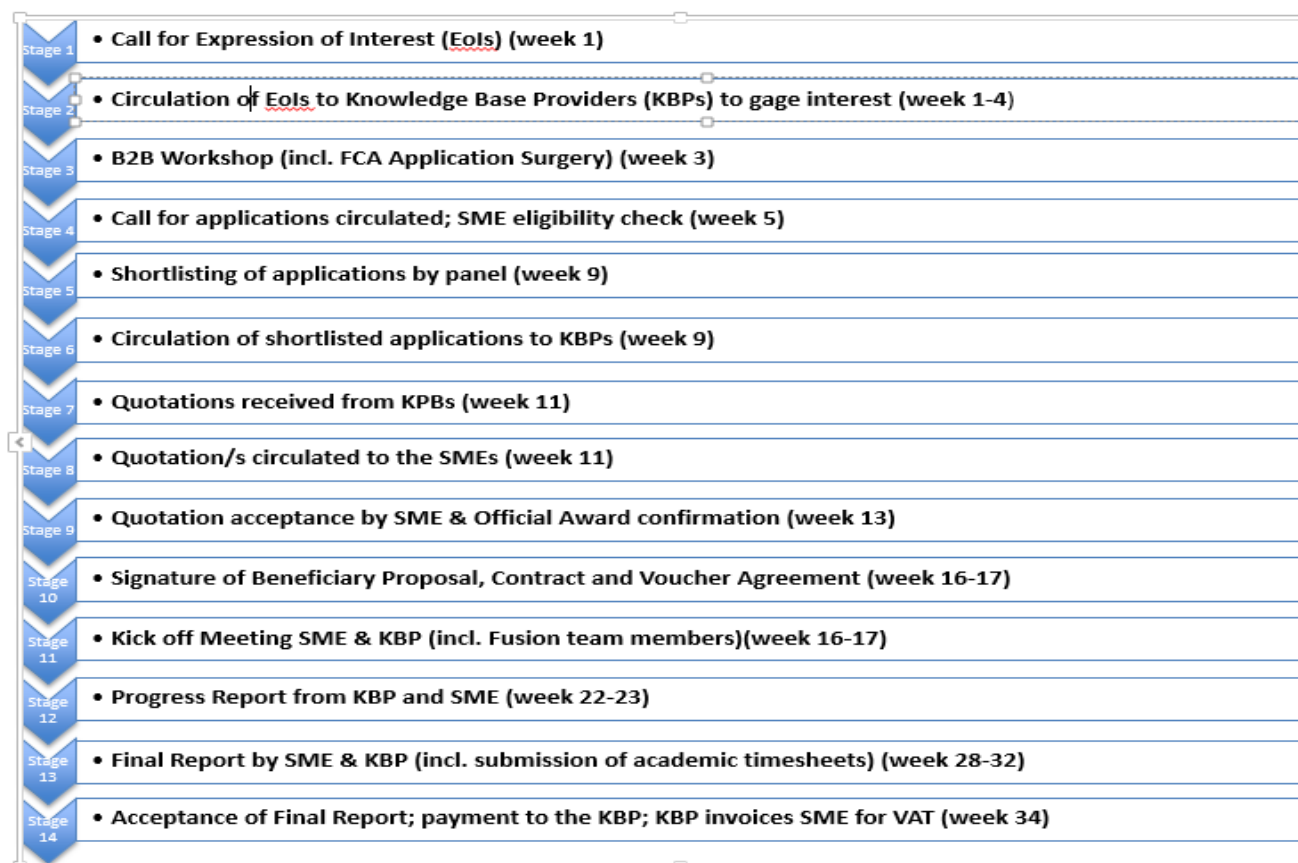 Stage 1
• Call for Expression of Interest (EoIs) (week 1)
Stage 2
• Circulation of EoIs to Knowledge Base Providers (KBPs) to gage interest (week 1-4)
Stage 3
• B2B Workshop (incl. FCA Application Surgery) (week 3)
Stage 4
• Call for applications circulated; SME eligibility check (week 5)
Stage 5
• Shortlisting of applications by panel (week 9)
Stage 6
• Circulation of shortlisted applications to KBPs (week 9)
Stage 7
• Quotations received from KPBs (week 11)
Stage 8
• Quotation/s circulated to the SMEs (week 11)
Stage 9
• Quotation acceptance by SME & Official Award confirmation (week 13)
Stage
10
• Signature of Beneficiary Proposal, Contract and Voucher Agreement (week 16-17)
Stage
11
• Kick off Meeting SME & KBP (incl. Fusion team members)(week 16-17)
Stage
12
• Progress Report from KBP and SME (week 22-23)
Stage
13
• Final Report by SME & KBP (incl. submission of academic timesheets) (week 28-32)
Stage
14
• Acceptance of Final Report; payment to the KBP; KBP invoices SME for VAT (week 34)